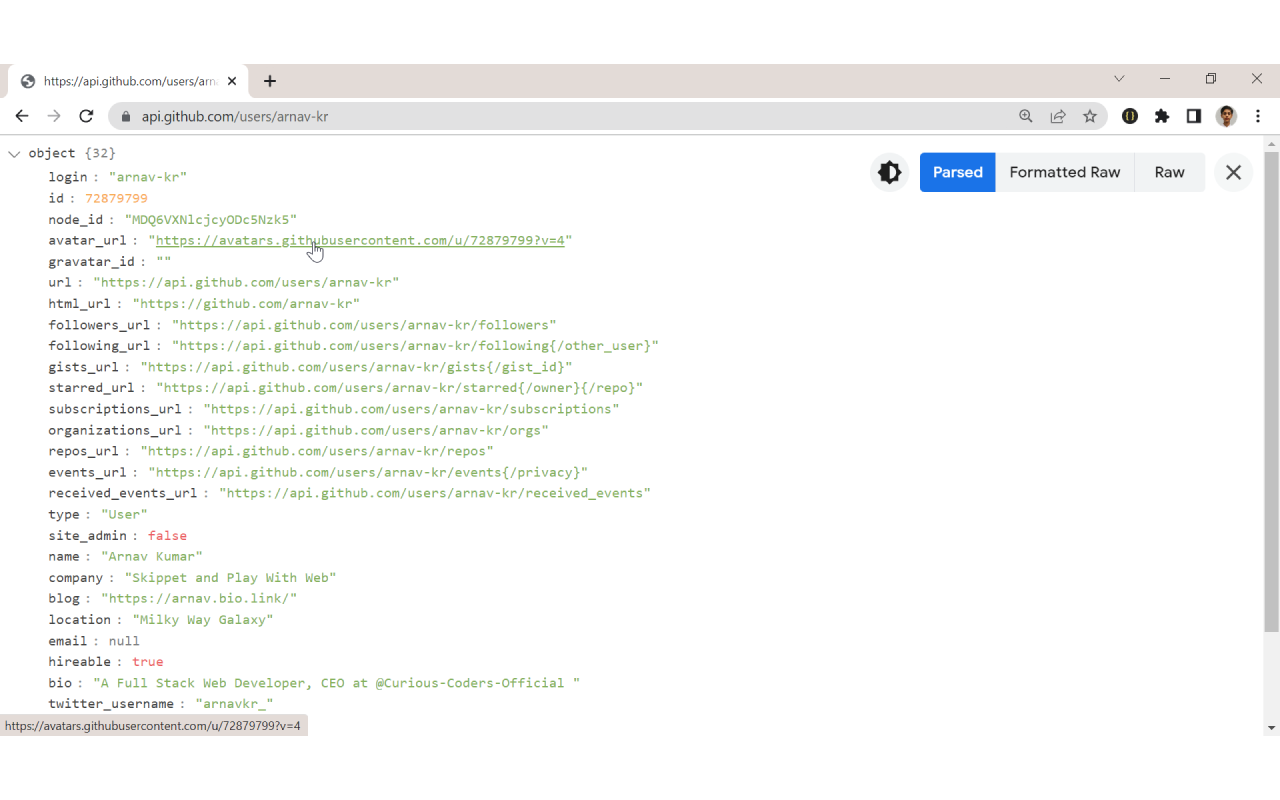 https://api.github.com/users/arn
api.github.com/users/arnav-kr
object {32}
Parsed Formatted Raw Raw
login : "arnav-kr"
id : 72879799
node_id : "MDQ6VXNlcjcyODc5Nzk5"
avatar_url : "https://avatars.githubusercontent.com/u/72879799?v=4"
gravatar_id : ""
url : "https://api.github.com/users/arnav-kr"
html_url : "https://github.com/arnav-kr"
followers_url : "https://api.github.com/users/arnav-kr/followers"
following_url : "https://api.github.com/users/arnav-kr/following{/other_user}"
gists_url : "https://api.github.com/users/arnav-kr/gists{/gist_id}"
starred_url : "https://api.github.com/users/arnav-kr/starred{/owner}{/repo}"
subscriptions_url : "https://api.github.com/users/arnav-kr/subscriptions"
organizations_url : "https://api.github.com/users/arnav-kr/orgs"
repos_url : "https://api.github.com/users/arnav-kr/repos"
events_url : "https://api.github.com/users/arnav-kr/events{/privacy}"
received_events_url : "https://api.github.com/users/arnav-kr/received_events"
type : "User"
site_admin : false
name : "Arnav Kumar"
company : "Skippet and Play With Web"
blog : "https://arnav.bio.link/"
location : "Milky Way Galaxy"
email : null
hireable : true
bio : "A Full Stack Web Developer, CEO at @Curious-Coders-Official "
twitter_username : "arnavkr_"
https://avatars.githubusercontent.com/u/72879799?v=4